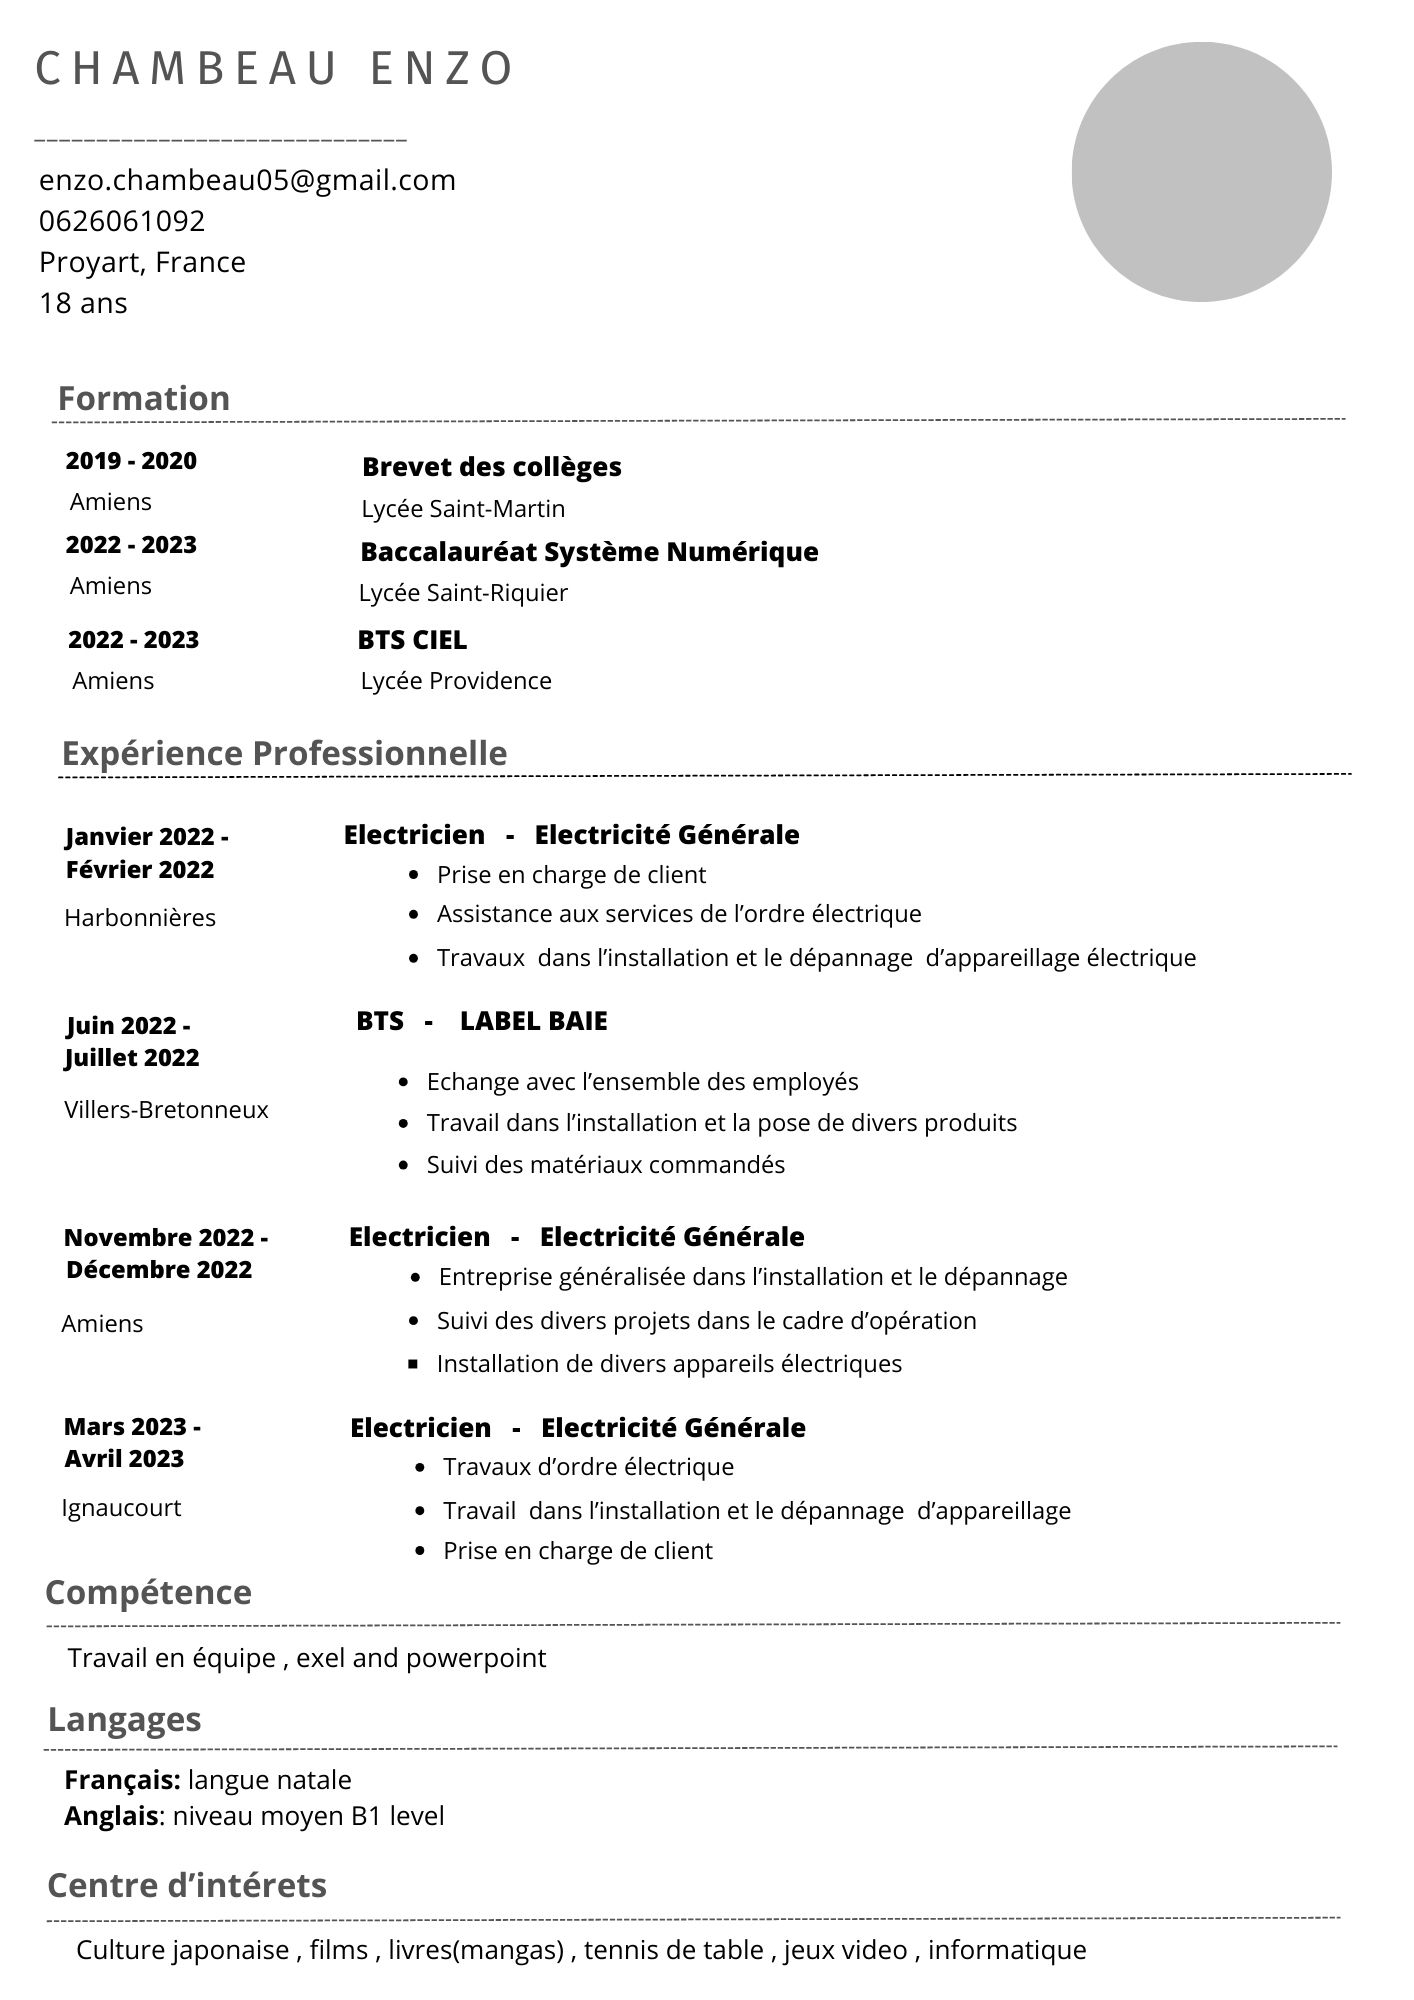 CHAMBEAU ENZO
______________________________
enzo.chambeau05@gmail.com
0626061092
Proyart, France
18 ans
Formation
2019 - 2020
Brevet des collèges
Amiens
Lycée Saint-Martin
2022 - 2023
Baccalauréat Système Numérique
Amiens
Lycée Saint-Riquier
2022 - 2023
BTS CIEL
Amiens
Lycée Providence
Expérience Professionnelle
Janvier 2022 -
Février 2022
Harbonnières
Electricien - Electricité Générale
• Prise en charge de client
• Assistance aux services de l’ordre électrique
• Travaux dans l’installation et le dépannage d’appareillage électrique
Juin 2022 -
Juillet 2022
Villers-Bretonneux
BTS - LABEL BAIE
• Echange avec l’ensemble des employés
• Travail dans l’installation et la pose de divers produits
• Suivi des matériaux commandés
Novembre 2022 -
Décembre 2022
Amiens
Electricien - Electricité Générale
• Entreprise généralisée dans l’installation et le dépannage
• Suivi des divers projets dans le cadre d’opération
▪ Installation de divers appareils électriques
Mars 2023 -
Avril 2023
Ignaucourt
Electricien - Electricité Générale
• Travaux d’ordre électrique
• Travail dans l’installation et le dépannage d’appareillage
• Prise en charge de client
Compétence
Travail en équipe , exel and powerpoint
Langages
Français: langue natale
Anglais: niveau moyen B1 level
Centre d’intérets
Culture japonaise , films , livres(mangas) , tennis de table , jeux video , informatique